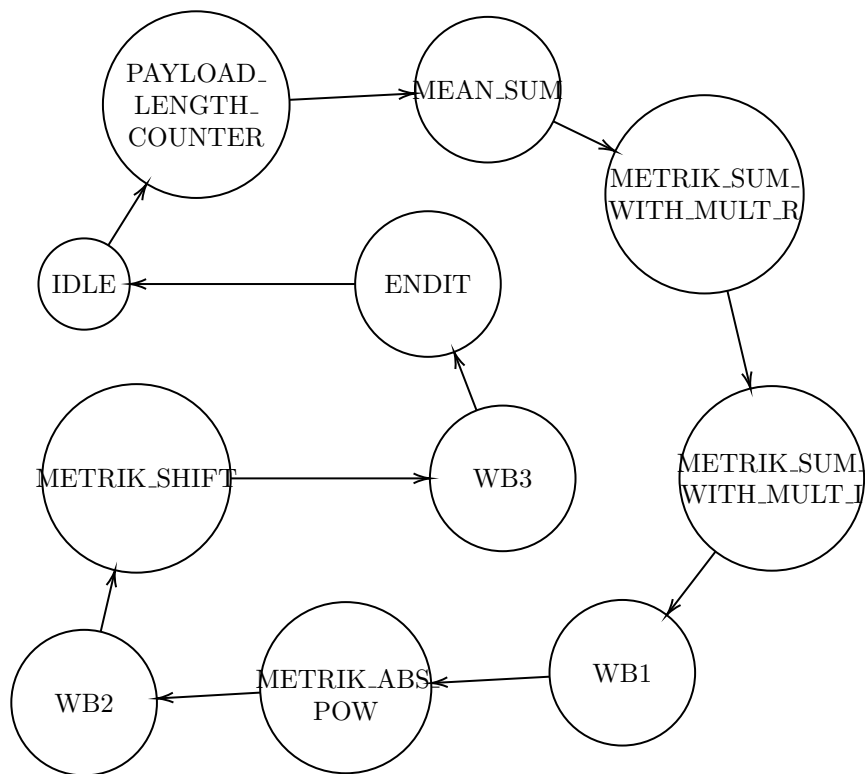 PAYLOAD_
LENGTH_
COUNTER
MEAN_SUM
METRIK_SUM_
WITH_MULT_R
IDLE
ENDIT
METRIK_SHIFT
WB3
METRIK_SUM_
WITH_MULT_I
WB1
METRIK_ABS_
POW
WB2